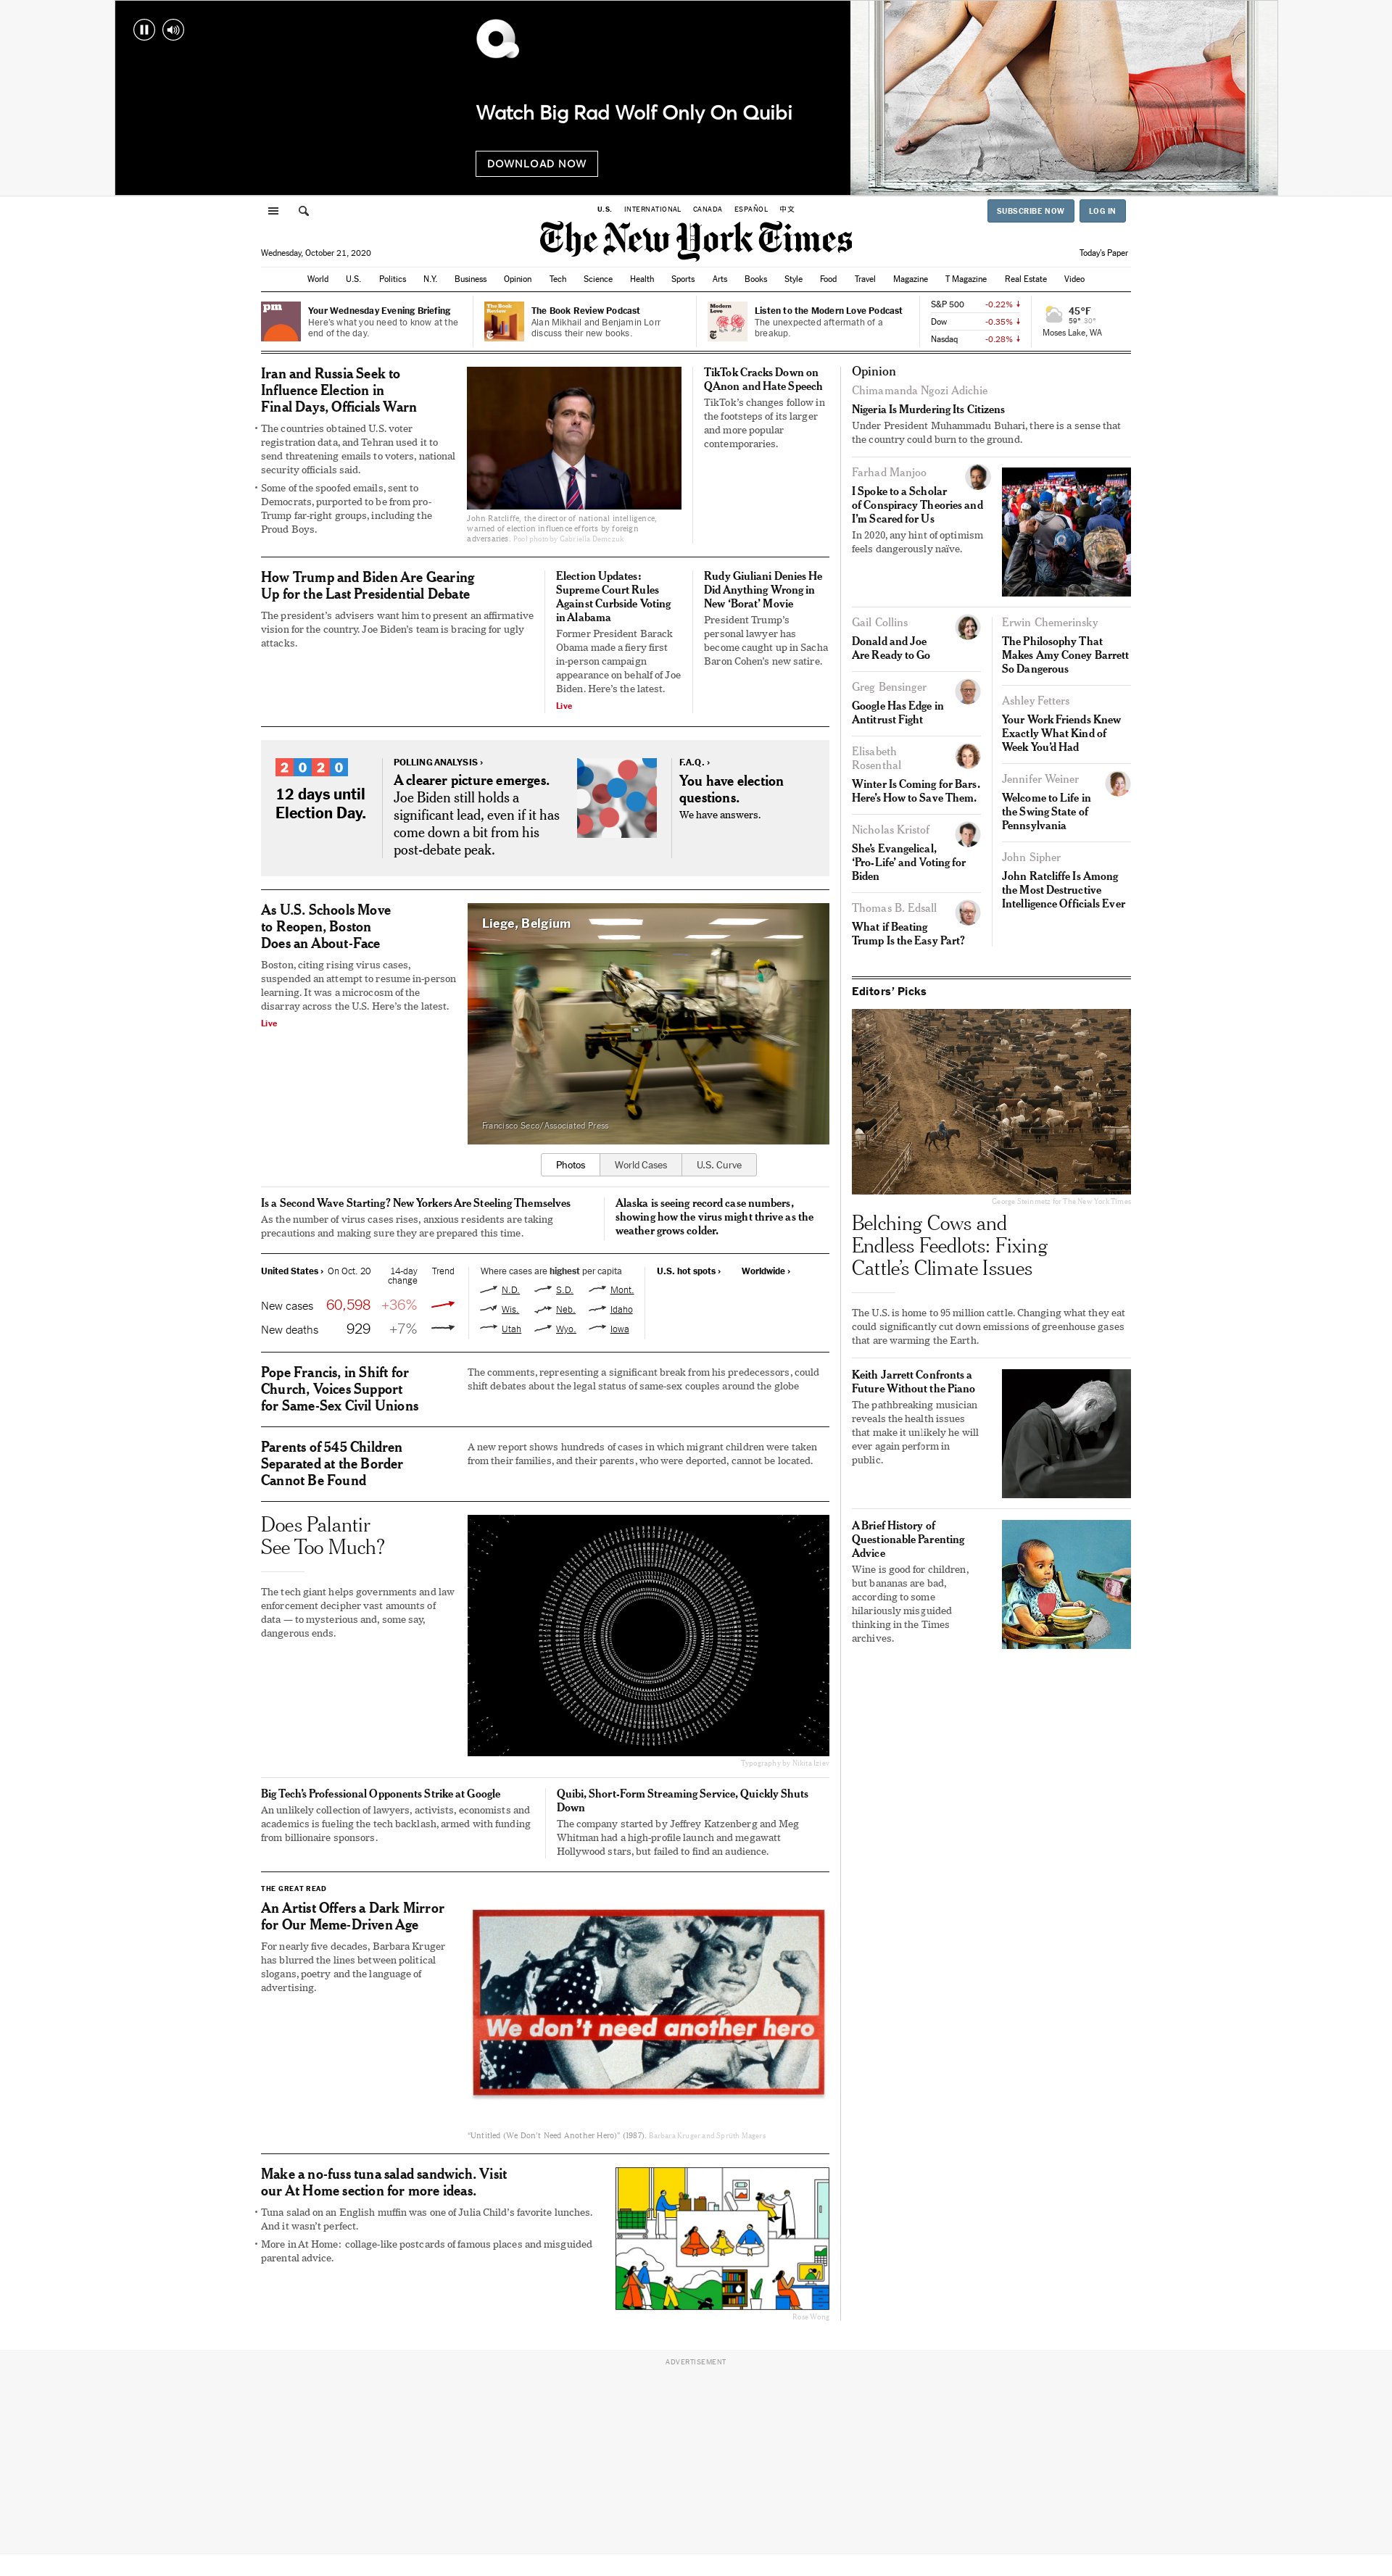 Watch Big Rad Wolf Only On Quibi
DOWNLOAD NOW
U.S. INTERNATIONAL CANADA ESPAÑOL 中文
SUBSCRIBE NOW LOG IN
The New York Times
Wednesday, October 21, 2020
Today's Paper
World U.S. Politics N.Y. Business Opinion Tech Science Health Sports Arts Books Style Food Travel Magazine T Magazine Real Estate Video
pm
Your Wednesday Evening Briefing
Here's what you need to know at the
end of the day.
The Book
Review
The Book Review Podcast
Alan Mikhail and Benjamin Lorr
discuss their new books.
Modern
Love
Listen to the Modern Love Podcast
The unexpected aftermath of a
breakup.
S&P 500 -0.22%
Dow -0.35%
Nasdaq -0.28%
45°F
59° 30°
Moses Lake, WA
Iran and Russia Seek to
Influence Election in
Final Days, Officials Warn
The countries obtained U.S. voter
registration data, and Tehran used it to
send threatening emails to voters, national
security officials said.
Some of the spoofed emails, sent to
Democrats, purported to be from pro-
Trump far-right groups, including the
Proud Boys.
John Ratcliffe, the director of national intelligence,
warned of election influence efforts by foreign
adversaries. Pool photo by Gabriella Demczuk
TikTok Cracks Down on
QAnon and Hate Speech
TikTok's changes follow in
the footsteps of its larger
and more popular
contemporaries.
How Trump and Biden Are Gearing
Up for the Last Presidential Debate
The president's advisers want him to present an affirmative
vision for the country. Joe Biden's team is bracing for ugly
attacks.
Election Updates:
Supreme Court Rules
Against Curbside Voting
in Alabama
Former President Barack
Obama made a fiery first
in-person campaign
appearance on behalf of Joe
Biden. Here's the latest.
Live
Rudy Giuliani Denies He
Did Anything Wrong in
New ‘Borat’ Movie
President Trump's
personal lawyer has
become caught up in Sacha
Baron Cohen's new satire.
2020
12 days until
Election Day.
POLLING ANALYSIS ›
A clearer picture emerges.
Joe Biden still holds a
significant lead, even if it has
come down a bit from his
post-debate peak.
F.A.Q. ›
You have election
questions.
We have answers.
As U.S. Schools Move
to Reopen, Boston
Does an About-Face
Boston, citing rising virus cases,
suspended an attempt to resume in-person
learning. It was a microcosm of the
disarray across the U.S. Here's the latest.
Live
Liege, Belgium
Francisco Seco/Associated Press
Photos World Cases U.S. Curve
Is a Second Wave Starting? New Yorkers Are Steeling Themselves
As the number of virus cases rises, anxious residents are taking
precautions and making sure they are prepared this time.
Alaska is seeing record case numbers,
showing how the virus might thrive as the
weather grows colder.
United States › On Oct. 20 14-day change Trend
New cases 60,598 +36%
New deaths 929 +7%
Where cases are highest per capita
N.D. S.D. Mont.
Wis. Neb. Idaho
Utah Wyo. Iowa
U.S. hot spots › Worldwide ›
Pope Francis, in Shift for
Church, Voices Support
for Same-Sex Civil Unions
The comments, representing a significant break from his predecessors, could
shift debates about the legal status of same-sex couples around the globe
Parents of 545 Children
Separated at the Border
Cannot Be Found
A new report shows hundreds of cases in which migrant children were taken
from their families, and their parents, who were deported, cannot be located.
Does Palantir
See Too Much?
The tech giant helps governments and law
enforcement decipher vast amounts of
data — to mysterious and, some say,
dangerous ends.
Typography by Nikita Iziev
Big Tech's Professional Opponents Strike at Google
An unlikely collection of lawyers, activists, economists and
academics is fueling the tech backlash, armed with funding
from billionaire sponsors.
Quibi, Short-Form Streaming Service, Quickly Shuts
Down
The company started by Jeffrey Katzenberg and Meg
Whitman had a high-profile launch and megawatt
Hollywood stars, but failed to find an audience.
THE GREAT READ
An Artist Offers a Dark Mirror
for Our Meme-Driven Age
For nearly five decades, Barbara Kruger
has blurred the lines between political
slogans, poetry and the language of
advertising.
We don't need another hero
"Untitled (We Don't Need Another Hero)" (1987). Barbara Kruger and Sprüth Magers
Make a no-fuss tuna salad sandwich. Visit
our At Home section for more ideas.
Tuna salad on an English muffin was one of Julia Child's favorite lunches.
And it wasn't perfect.
More in At Home: collage-like postcards of famous places and misguided
parental advice.
Rose Wong
Opinion
Chimamanda Ngozi Adichie
Nigeria Is Murdering Its Citizens
Under President Muhammadu Buhari, there is a sense that
the country could burn to the ground.
Farhad Manjoo
I Spoke to a Scholar
of Conspiracy Theories and
I'm Scared for Us
In 2020, any hint of optimism
feels dangerously naïve.
Gail Collins
Donald and Joe
Are Ready to Go
Greg Bensinger
Google Has Edge in
Antitrust Fight
Elisabeth
Rosenthal
Winter Is Coming for Bars.
Here's How to Save Them.
Nicholas Kristof
She's Evangelical,
‘Pro-Life’ and Voting for
Biden
Thomas B. Edsall
What if Beating
Trump Is the Easy Part?
Erwin Chemerinsky
The Philosophy That
Makes Amy Coney Barrett
So Dangerous
Ashley Fetters
Your Work Friends Knew
Exactly What Kind of
Week You'd Had
Jennifer Weiner
Welcome to Life in
the Swing State of
Pennsylvania
John Sipher
John Ratcliffe Is Among
the Most Destructive
Intelligence Officials Ever
Editors' Picks
George Steinmetz for The New York Times
Belching Cows and
Endless Feedlots: Fixing
Cattle's Climate Issues
The U.S. is home to 95 million cattle. Changing what they eat
could significantly cut down emissions of greenhouse gases
that are warming the Earth.
Keith Jarrett Confronts a
Future Without the Piano
The pathbreaking musician
reveals the health issues
that make it unlikely he will
ever again perform in
public.
A Brief History of
Questionable Parenting
Advice
Wine is good for children,
but bananas are bad,
according to some
hilariously misguided
thinking in the Times
archives.
ADVERTISEMENT